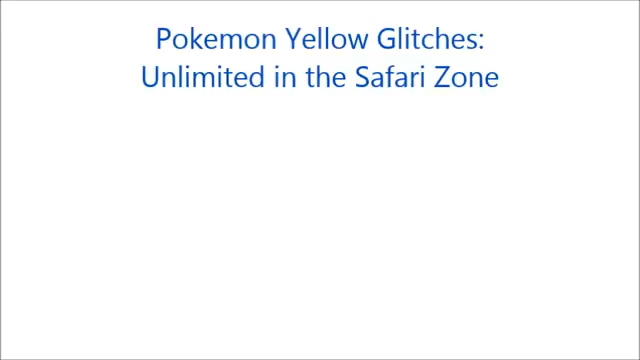 Pokemon Yellow Glitches:
Unlimited in the Safari Zone